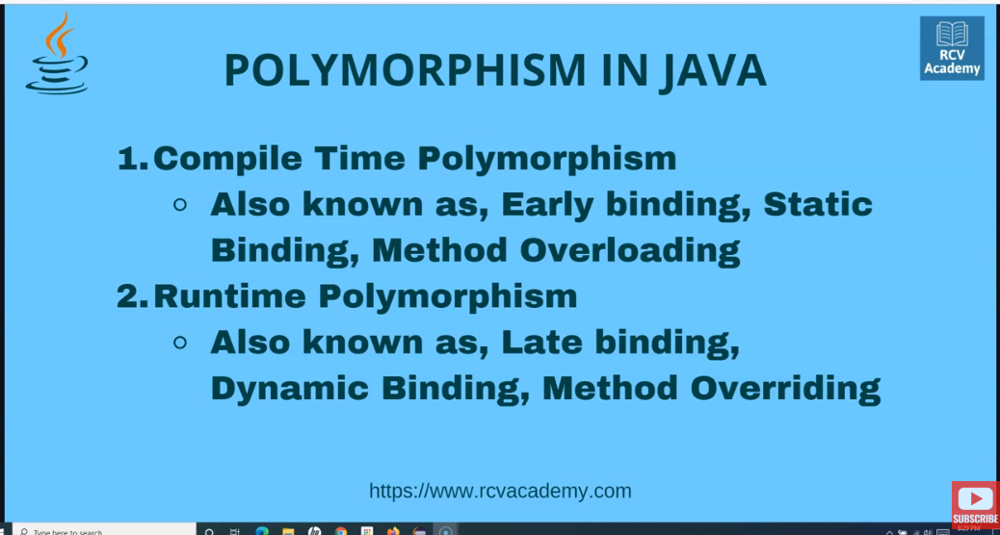 POLYMORPHISM IN JAVA
RCV
Academy
1. Compile Time Polymorphism
Also known as, Early binding, Static
Binding, Method Overloading
2. Runtime Polymorphism
Also known as, Late binding,
Dynamic Binding, Method Overriding
https://www.rcvacademy.com
SUBSCRIBE
Type here to search